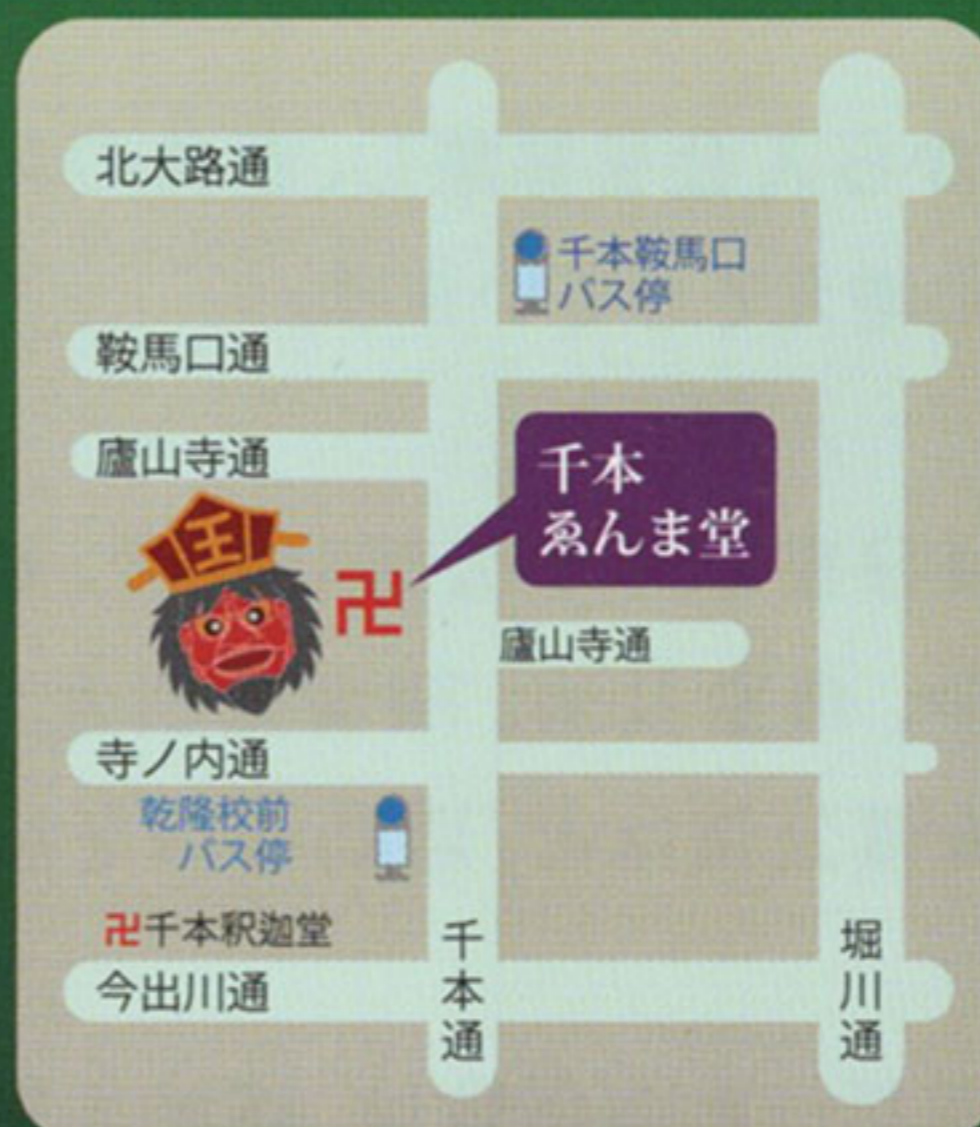 北大路通
千本鞍馬口
バス停
鞍馬口通
廬山寺通
千本
ゑんま堂
王
卍
廬山寺通
寺ノ内通
乾隆校前
バス停
卍千本釈迦堂
今出川通
千本通
堀川通